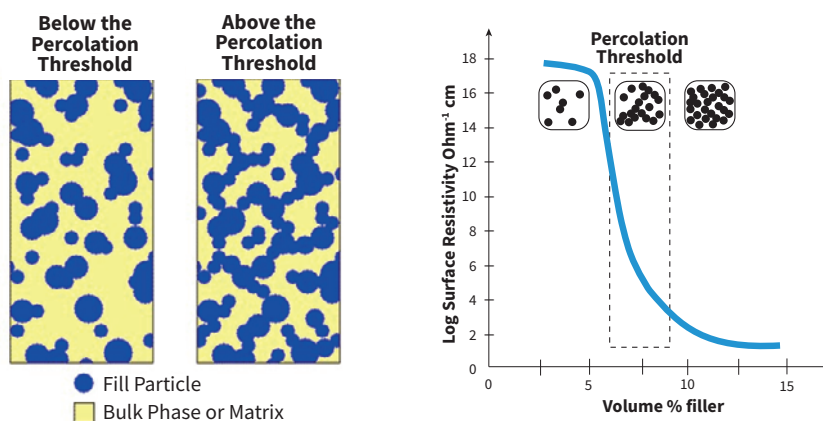 Below the
Percolation
Threshold
Above the
Percolation
Threshold
Fill Particle
Bulk Phase or Matrix
Percolation
Threshold
Log Surface Resistivity Ohm⁻¹ cm
18
16
14
12
10
8
6
4
2
0
0
5
10
15
Volume % filler